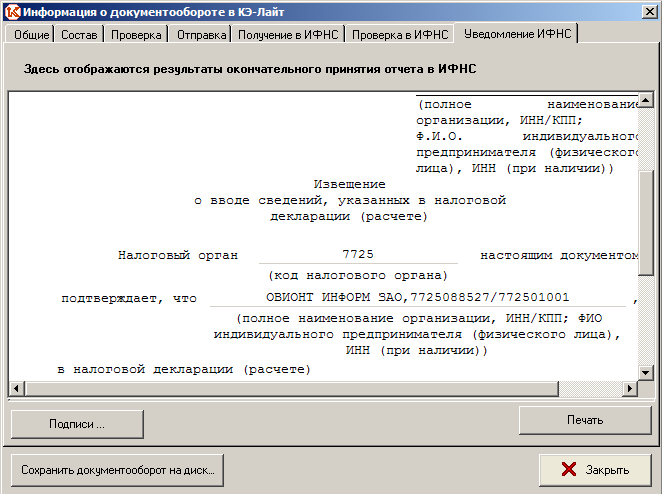 Информация о документообороте в КЭ-Лайт
Общие Состав Проверка Отправка Получение в ИФНС Проверка в ИФНС Уведомление ИФНС
Здесь отображаются результаты окончательного принятия отчета в ИФНС
(полное наименование
организации, ИНН/КПП;
Ф.И.О. индивидуального
предпринимателя (физического
лица), ИНН (при наличии))
Извещение
о вводе сведений, указанных в налоговой
декларации (расчете)
Налоговый орган 7725 настоящим документом
(код налогового органа)
подтверждает, что ОВИОНТ ИНФОРМ ЗАО,7725088527/772501001 ,
(полное наименование организации, ИНН/КПП; ФИО
индивидуального предпринимателя (физического лица),
ИНН (при наличии))
в налоговой декларации (расчете)
Подписи ... Печать
Сохранить документооборот на диск... Закрыть